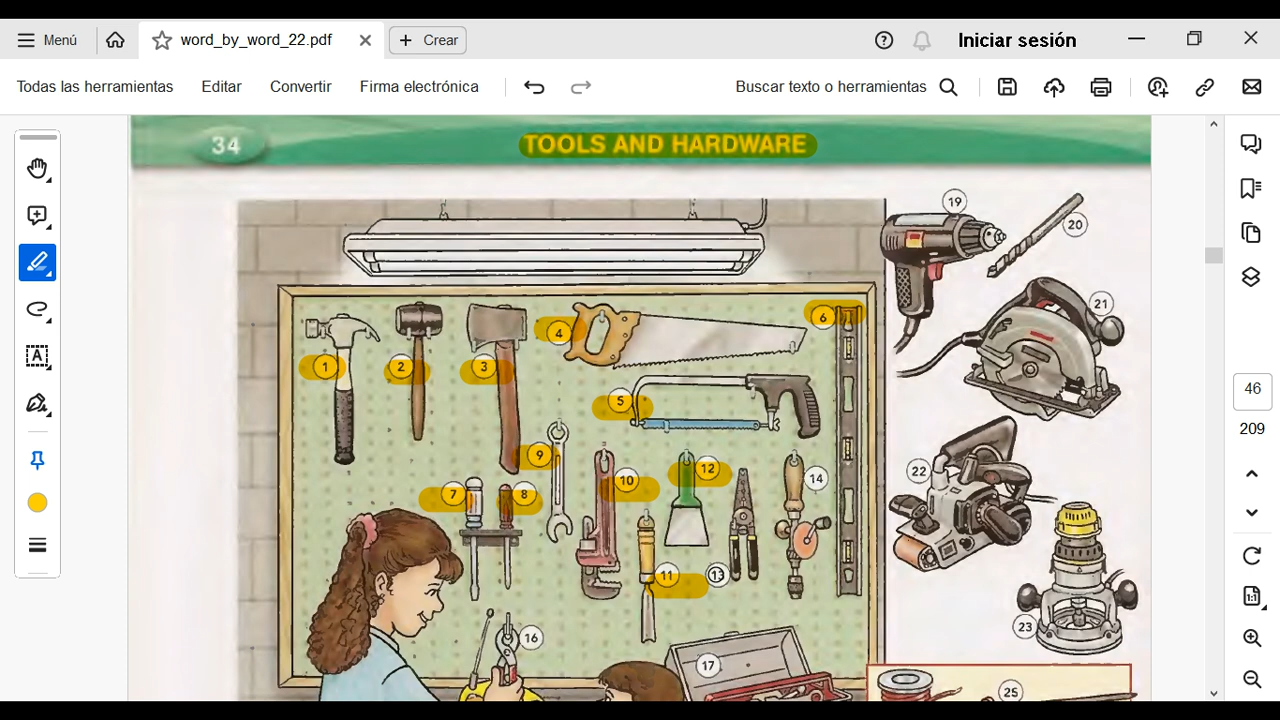 Menú
word_by_word_22.pdf
Crear
Iniciar sesión
Todas las herramientas
Editar
Convertir
Firma electrónica
Buscar texto o herramientas
34
TOOLS AND HARDWARE
1
2
3
4
5
6
7
8
9
10
11
12
13
14
16
17
19
20
21
22
23
25
A
46
209
1:1